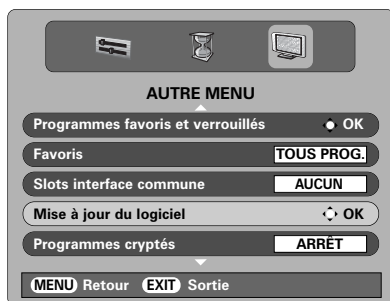 AUTRE MENU
Programmes favoris et verrouillés OK
Favoris TOUS PROG.
Slots interface commune AUCUN
Mise à jour du logiciel OK
Programmes cryptés ARRÊT
MENU Retour EXIT Sortie